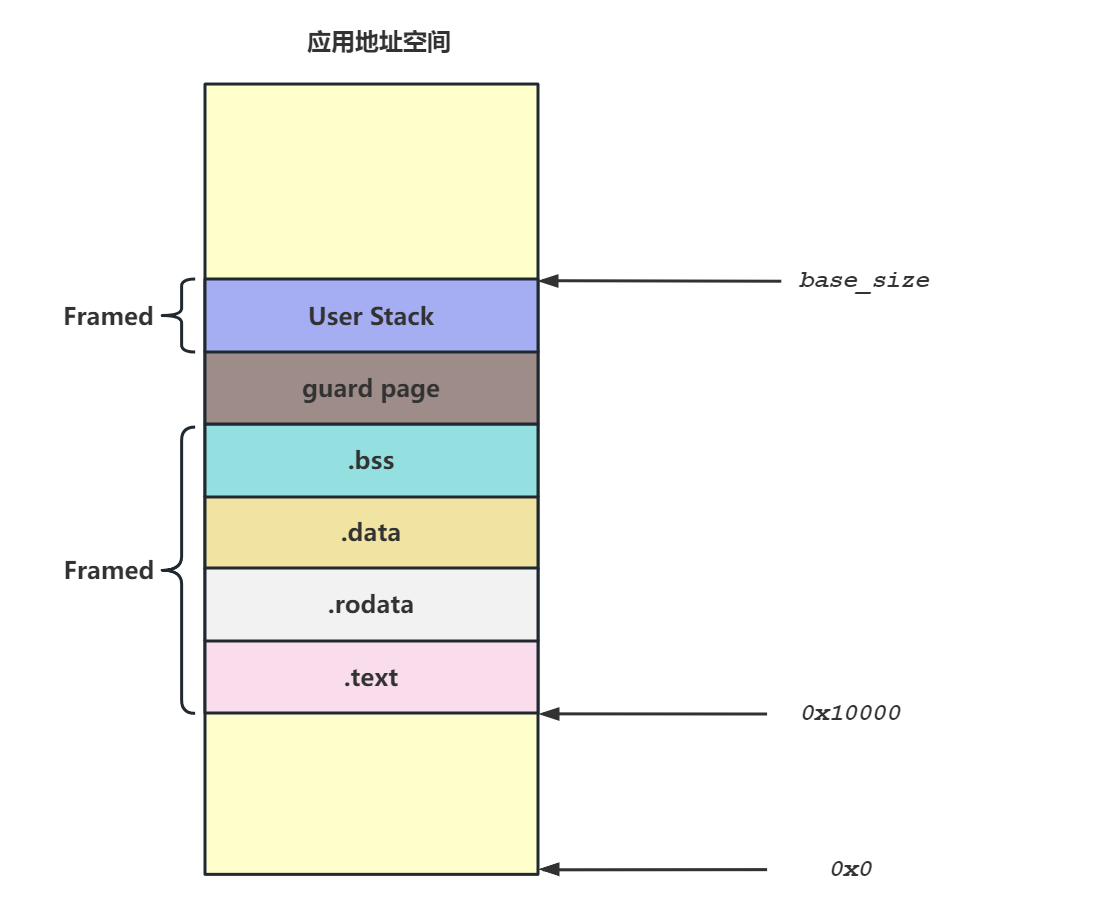 应用地址空间
base_size
Framed
User Stack
guard page
.bss
.data
Framed
.rodata
.text
0x10000
0x0